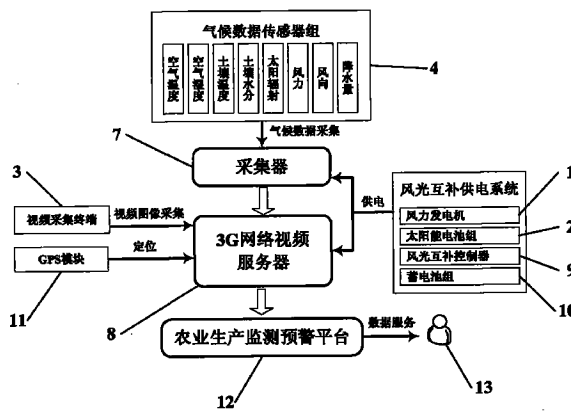 气候数据传感器组
空气温度
空气湿度
土壤温度
土壤水分
太阳辐射
风力
风向
降水量
4
气候数据采集
7
采集器
3
视频采集终端
视频图像采集
GPS模块
定位
11
3G网络视频
服务器
8
供电
风光互补供电系统
风力发电机
太阳能电池组
风光互补控制器
蓄电池组
1
2
9
10
农业生产监测预警平台
12
数据服务
13